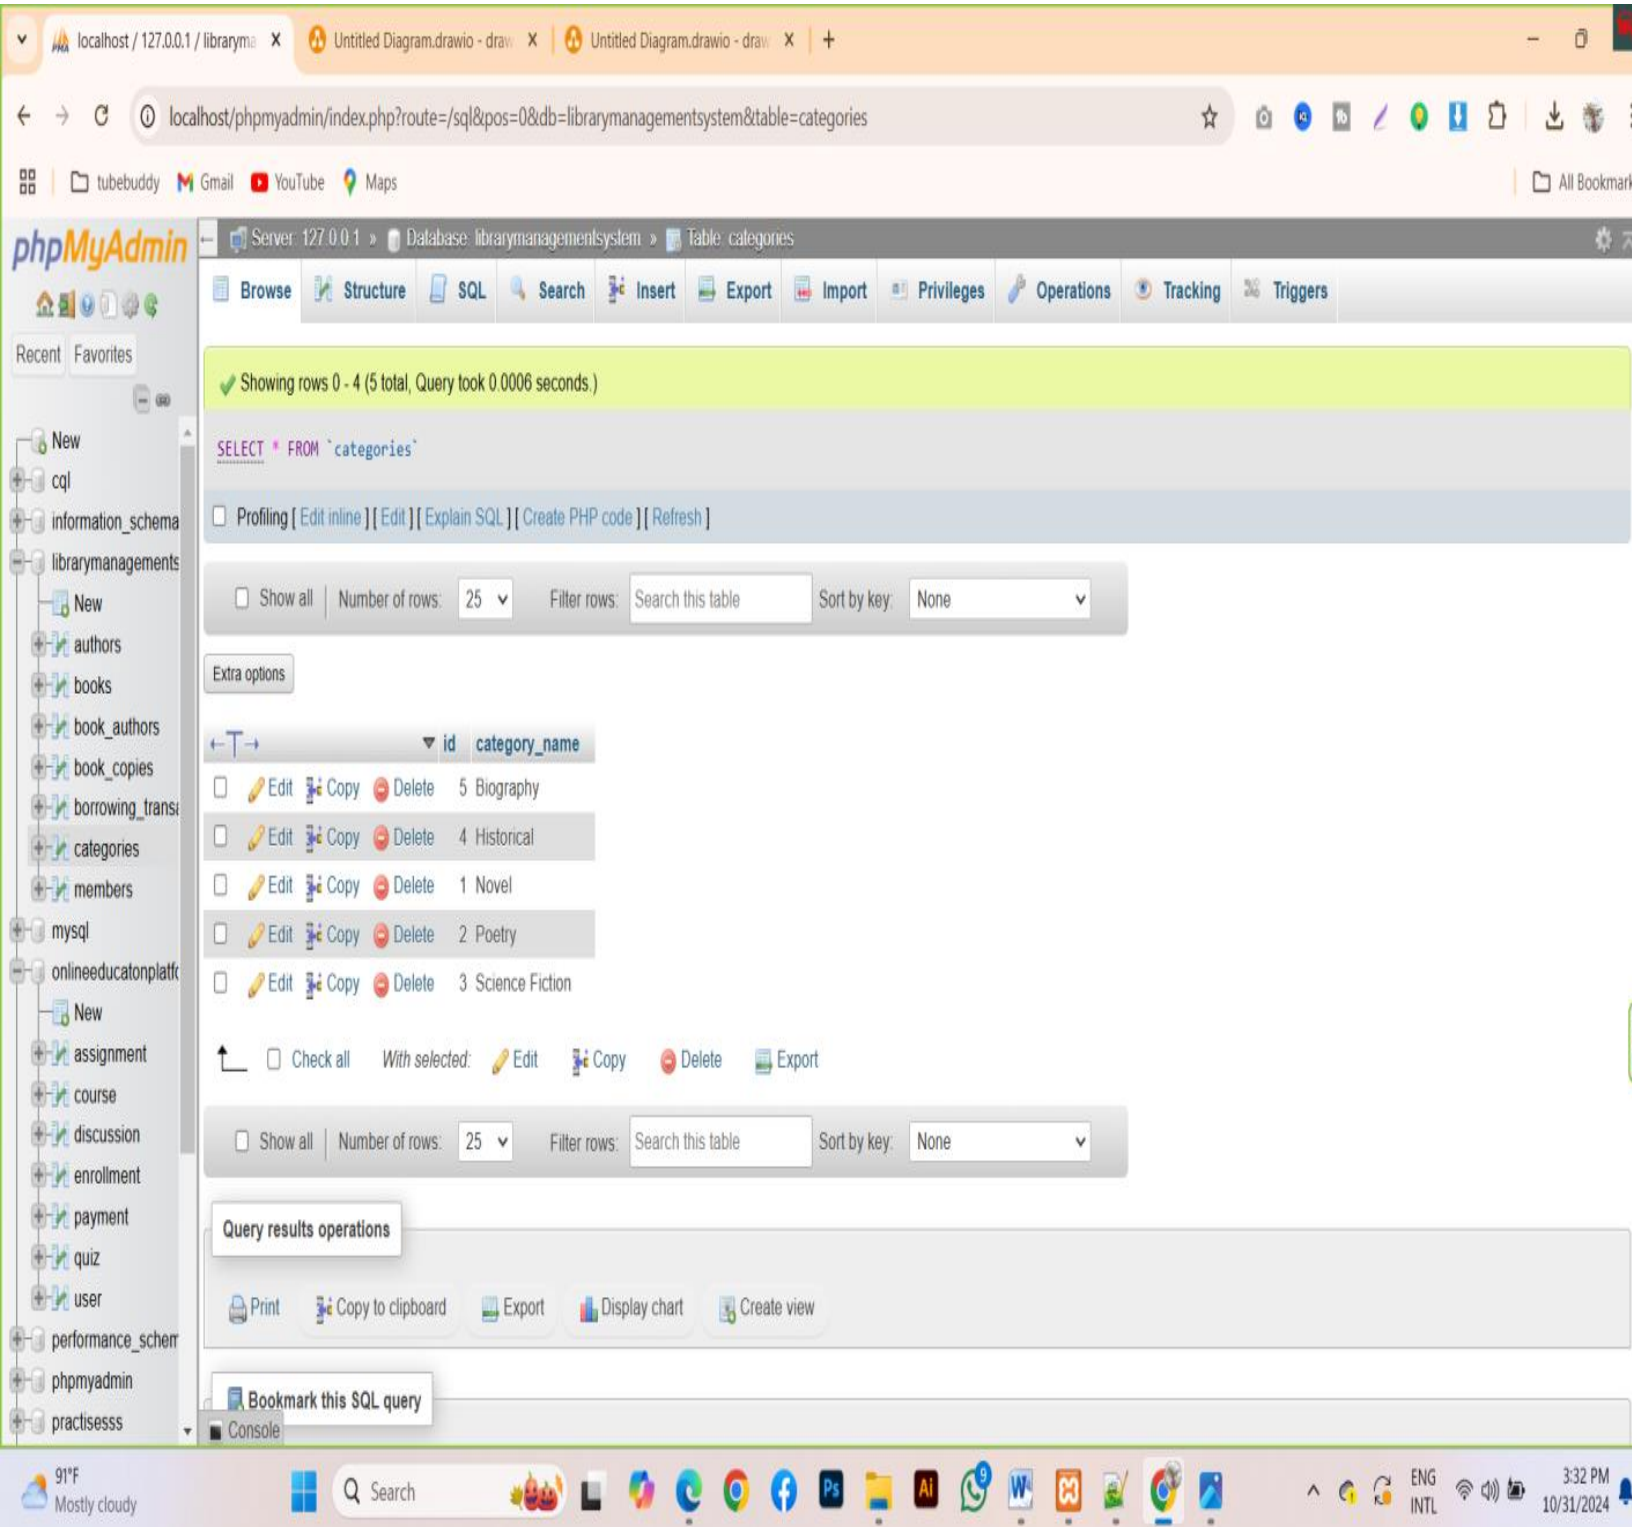 localhost / 127.0.0.1 / libraryma
Untitled Diagram.drawio - draw
Untitled Diagram.drawio - draw
localhost/phpmyadmin/index.php?route=/sql&pos=0&db=librarymanagementsystem&table=categories
tubebuddy Gmail YouTube Maps All Bookmark
phpMyAdmin
Server: 127.0.0.1 » Database: librarymanagementsystem » Table: categories
Browse Structure SQL Search Insert Export Import Privileges Operations Tracking Triggers
Recent Favorites
New
cql
information_schema
librarymanagements
New
authors
books
book_authors
book_copies
borrowing_transa
categories
members
mysql
onlineeducatonplatfo
New
assignment
course
discussion
enrollment
payment
quiz
user
performance_schem
phpmyadmin
practisesss
Showing rows 0 - 4 (5 total, Query took 0.0006 seconds.)
SELECT * FROM `categories`
Profiling [ Edit inline ] [ Edit ] [ Explain SQL ] [ Create PHP code ] [ Refresh ]
Show all | Number of rows: 25 Filter rows: Search this table Sort by key: None
Extra options
id category_name
Edit Copy Delete 5 Biography
Edit Copy Delete 4 Historical
Edit Copy Delete 1 Novel
Edit Copy Delete 2 Poetry
Edit Copy Delete 3 Science Fiction
Check all With selected: Edit Copy Delete Export
Show all | Number of rows: 25 Filter rows: Search this table Sort by key: None
Query results operations
Print Copy to clipboard Export Display chart Create view
Bookmark this SQL query
Console
91°F
Mostly cloudy
Search
Ps
Ai
9
W
ENG
INTL
3:32 PM
10/31/2024